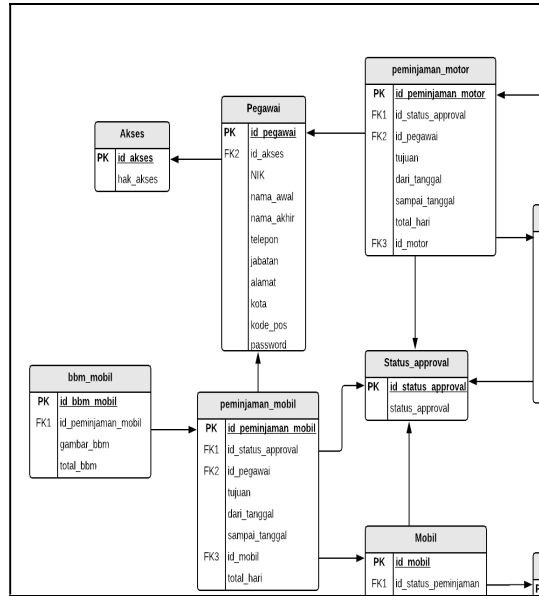 peminjaman_motor
PK id_peminjaman_motor
FK1 id_status_approval
FK2 id_pegawai
tujuan
dari_tanggal
sampai_tanggal
total_hari
FK3 id_motor
Pegawai
PK id_pegawai
FK2 id_akses
NIK
nama_awal
nama_akhir
telepon
jabatan
alamat
kota
kode_pos
password
Akses
PK id_akses
hak_akses
Status_approval
PK id_status_approval
status_approval
bbm_mobil
PK id_bbm_mobil
FK1 id_peminjaman_mobil
gambar_bbm
total_bbm
peminjaman_mobil
PK id_peminjaman_mobil
FK1 id_status_approval
FK2 id_pegawai
tujuan
dari_tanggal
sampai_tanggal
FK3 id_mobil
total_hari
Mobil
PK id_mobil
FK1 id_status_peminjaman